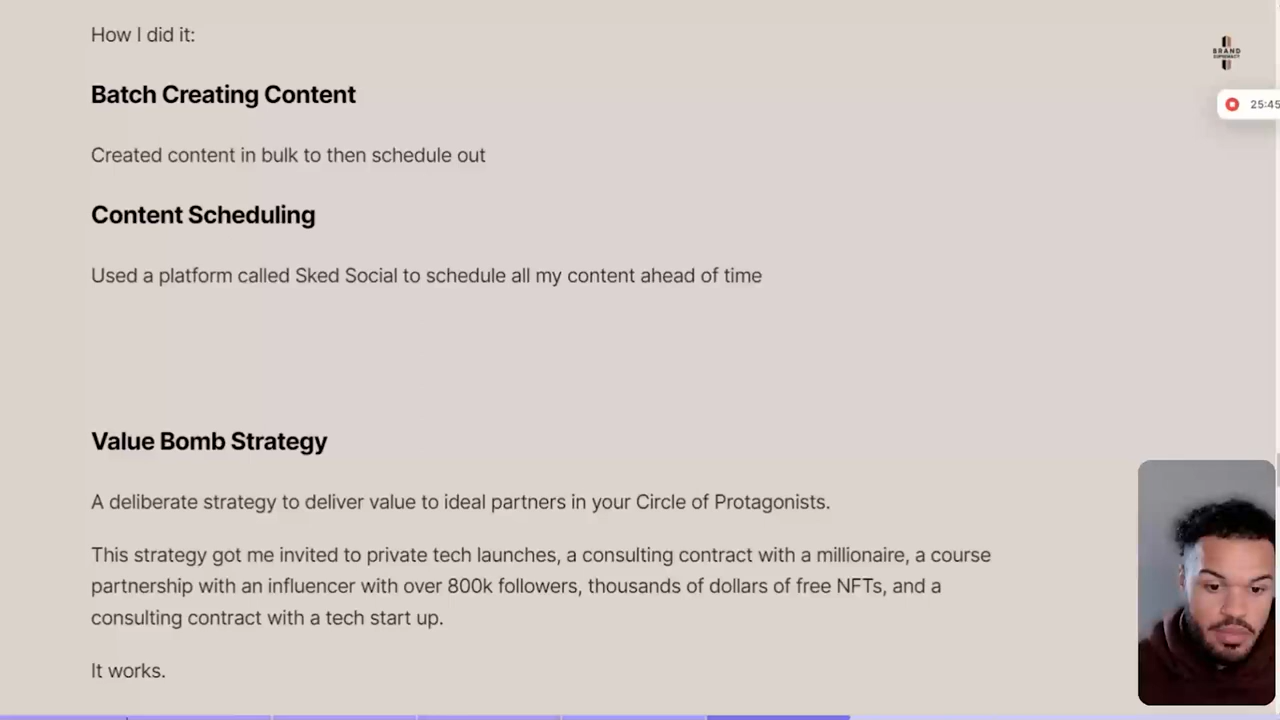 How I did it:
BRAND
SUPREMACY
Batch Creating Content
25:45
Created content in bulk to then schedule out
Content Scheduling
Used a platform called Sked Social to schedule all my content ahead of time
Value Bomb Strategy
A deliberate strategy to deliver value to ideal partners in your Circle of Protagonists.
This strategy got me invited to private tech launches, a consulting contract with a millionaire, a course
partnership with an influencer with over 800k followers, thousands of dollars of free NFTs, and a
consulting contract with a tech start up.
It works.